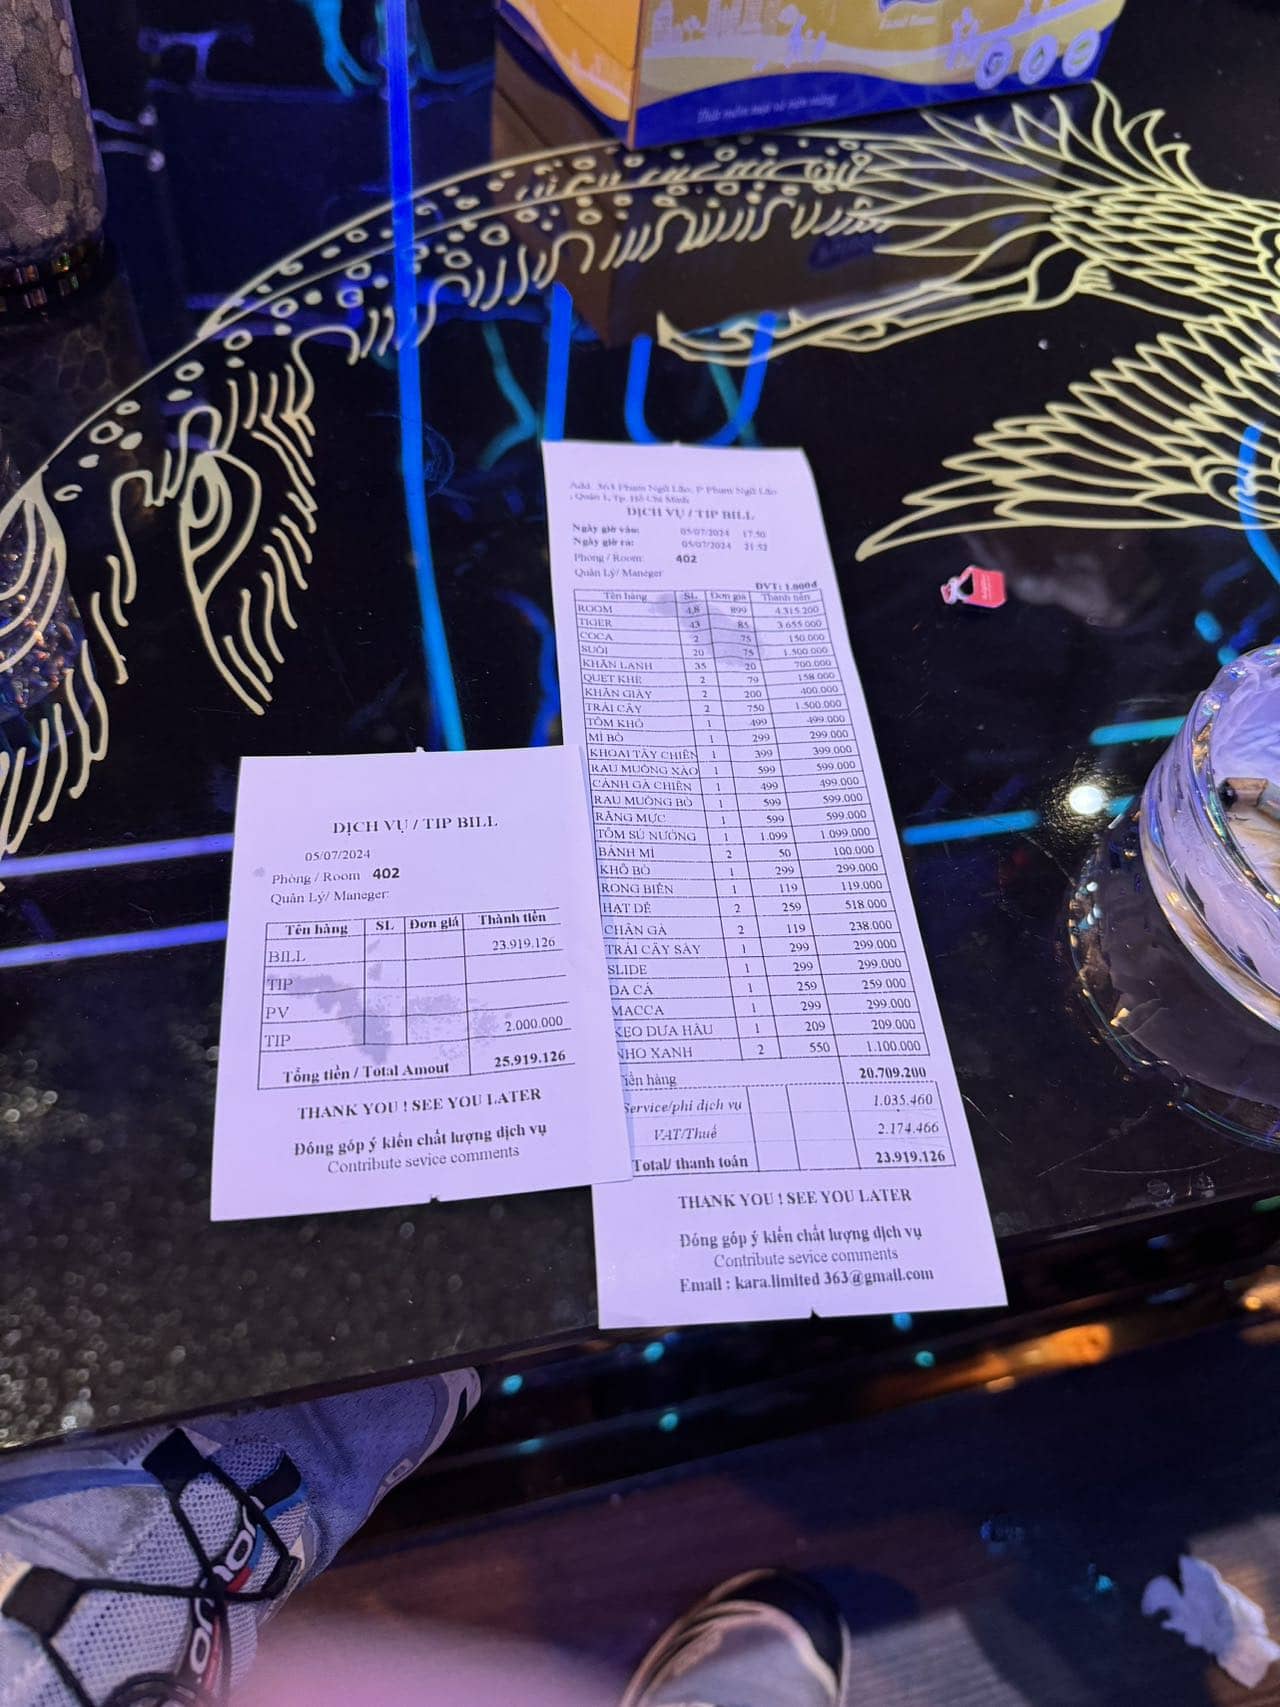 Thật mềm mại và sức sống
Add. 363 Phạm Ngũ Lão, P Phạm Ngũ Lão
, Quận 1, Tp. Hồ Chí Minh
DỊCH VỤ / TIP BILL
Ngày giờ vào: 05/07/2024 17:50
Ngày giờ ra: 05/07/2024 21:52
Phòng / Room: 402
Quản Lý/ Maneger
ĐVT: 1.000đ
Tên hàng SL Đơn giá Thành tiền
ROOM 4,8 899 4.315.200
TIGER 43 85 3.655.000
COCA 2 75 150.000
SUỐI 20 75 1.500.000
KHĂN LẠNH 35 20 700.000
QUẸT KHÈ 2 79 158.000
KHĂN GIẤY 2 200 400.000
TRÁI CÂY 2 750 1.500.000
TÔM KHÔ 1 499 499.000
MÌ BÒ 1 299 299.000
KHOAI TÂY CHIÊN 1 399 399.000
RAU MUỐNG XÀO 1 599 599.000
CÁNH GÀ CHIÊN 1 499 499.000
RAU MUỐNG BÒ 1 599 599.000
RĂNG MỰC 1 599 599.000
TÔM SÚ NƯỚNG 1 1.099 1.099.000
BÁNH MÌ 2 50 100.000
KHÔ BÒ 1 299 299.000
RONG BIỂN 1 119 119.000
HẠT DẺ 2 259 518.000
CHÂN GÀ 2 119 238.000
TRÁI CÂY SẤY 1 299 299.000
SLIDE 1 299 299.000
DA CÁ 1 259 259.000
MACCA 1 299 299.000
KẸO DƯA HẤU 1 209 209.000
NHO XANH 2 550 1.100.000
Tiền hàng 20.709.200
Service/phí dịch vụ 1.035.460
VAT/Thuế 2.174.466
Total/ thanh toán 23.919.126
THANK YOU ! SEE YOU LATER
Đóng góp ý kiến chất lượng dịch vụ
Contribute sevice comments
Email : kara.limited 363@gmail.com
DỊCH VỤ / TIP BILL
05/07/2024
Phòng / Room 402
Quản Lý/ Maneger:
Tên hàng SL Đơn giá Thành tiền
BILL 23.919.126
TIP
PV
TIP 2.000.000
Tổng tiền / Total Amout 25.919.126
THANK YOU ! SEE YOU LATER
Đóng góp ý kiến chất lượng dịch vụ
Contribute sevice comments